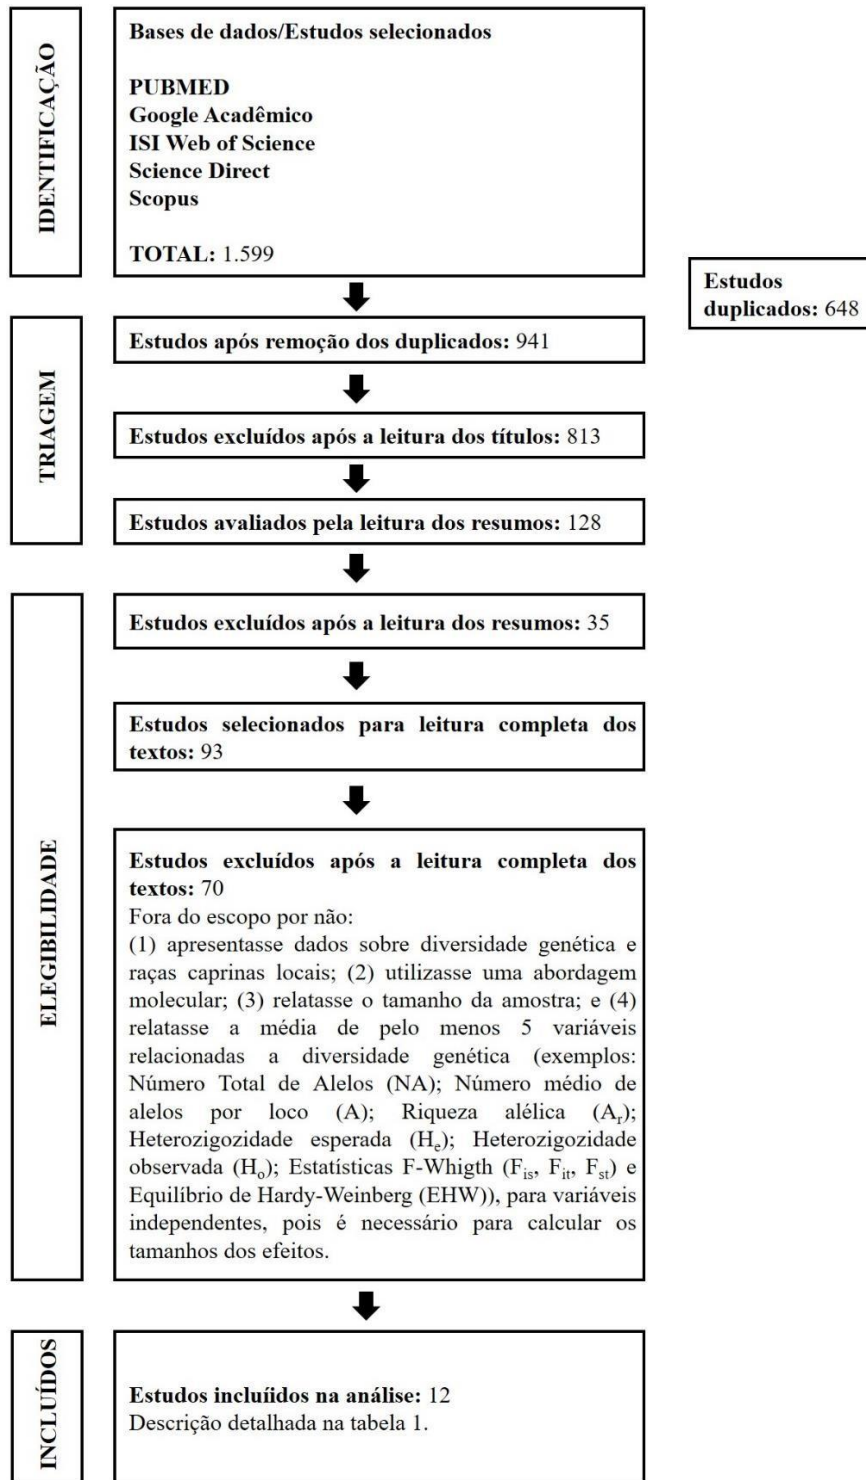 IDENTIFICAÇÃO
Bases de dados/Estudos selecionados
PUBMED
Google Acadêmico
ISI Web of Science
Science Direct
Scopus
TOTAL: 1.599
Estudos
duplicados: 648
TRIAGEM
Estudos após remoção dos duplicados: 941
Estudos excluídos após a leitura dos títulos: 813
Estudos avaliados pela leitura dos resumos: 128
ELEGIBILIDADE
Estudos excluídos após a leitura dos resumos: 35
Estudos selecionados para leitura completa dos
textos: 93
Estudos excluídos após a leitura completa dos
textos: 70
Fora do escopo por não:
(1) apresentasse dados sobre diversidade genética e
raças caprinas locais; (2) utilizasse uma abordagem
molecular; (3) relatasse o tamanho da amostra; e (4)
relatasse a média de pelo menos 5 variáveis
relacionadas a diversidade genética (exemplos:
Número Total de Alelos (NA); Número médio de
alelos por loco (A); Riqueza alélica (Ar);
Heterozigozidade esperada (He); Heterozigozidade
observada (Ho); Estatísticas F-Whigth (Fis, Fit, Fst) e
Equilíbrio de Hardy-Weinberg (EHW)), para variáveis
independentes, pois é necessário para calcular os
tamanhos dos efeitos.
INCLUÍDOS
Estudos incluíidos na análise: 12
Descrição detalhada na tabela 1.